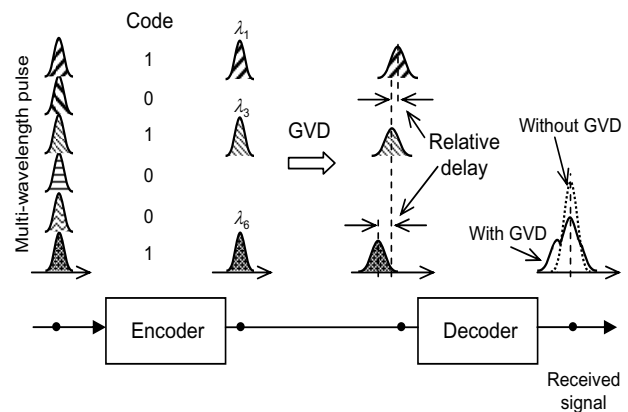 Code
Multi-wavelength pulse
1
0
1
0
0
1
λ1
λ3
λ6
GVD
Relative
delay
Without GVD
With GVD
Encoder
Decoder
Received
signal